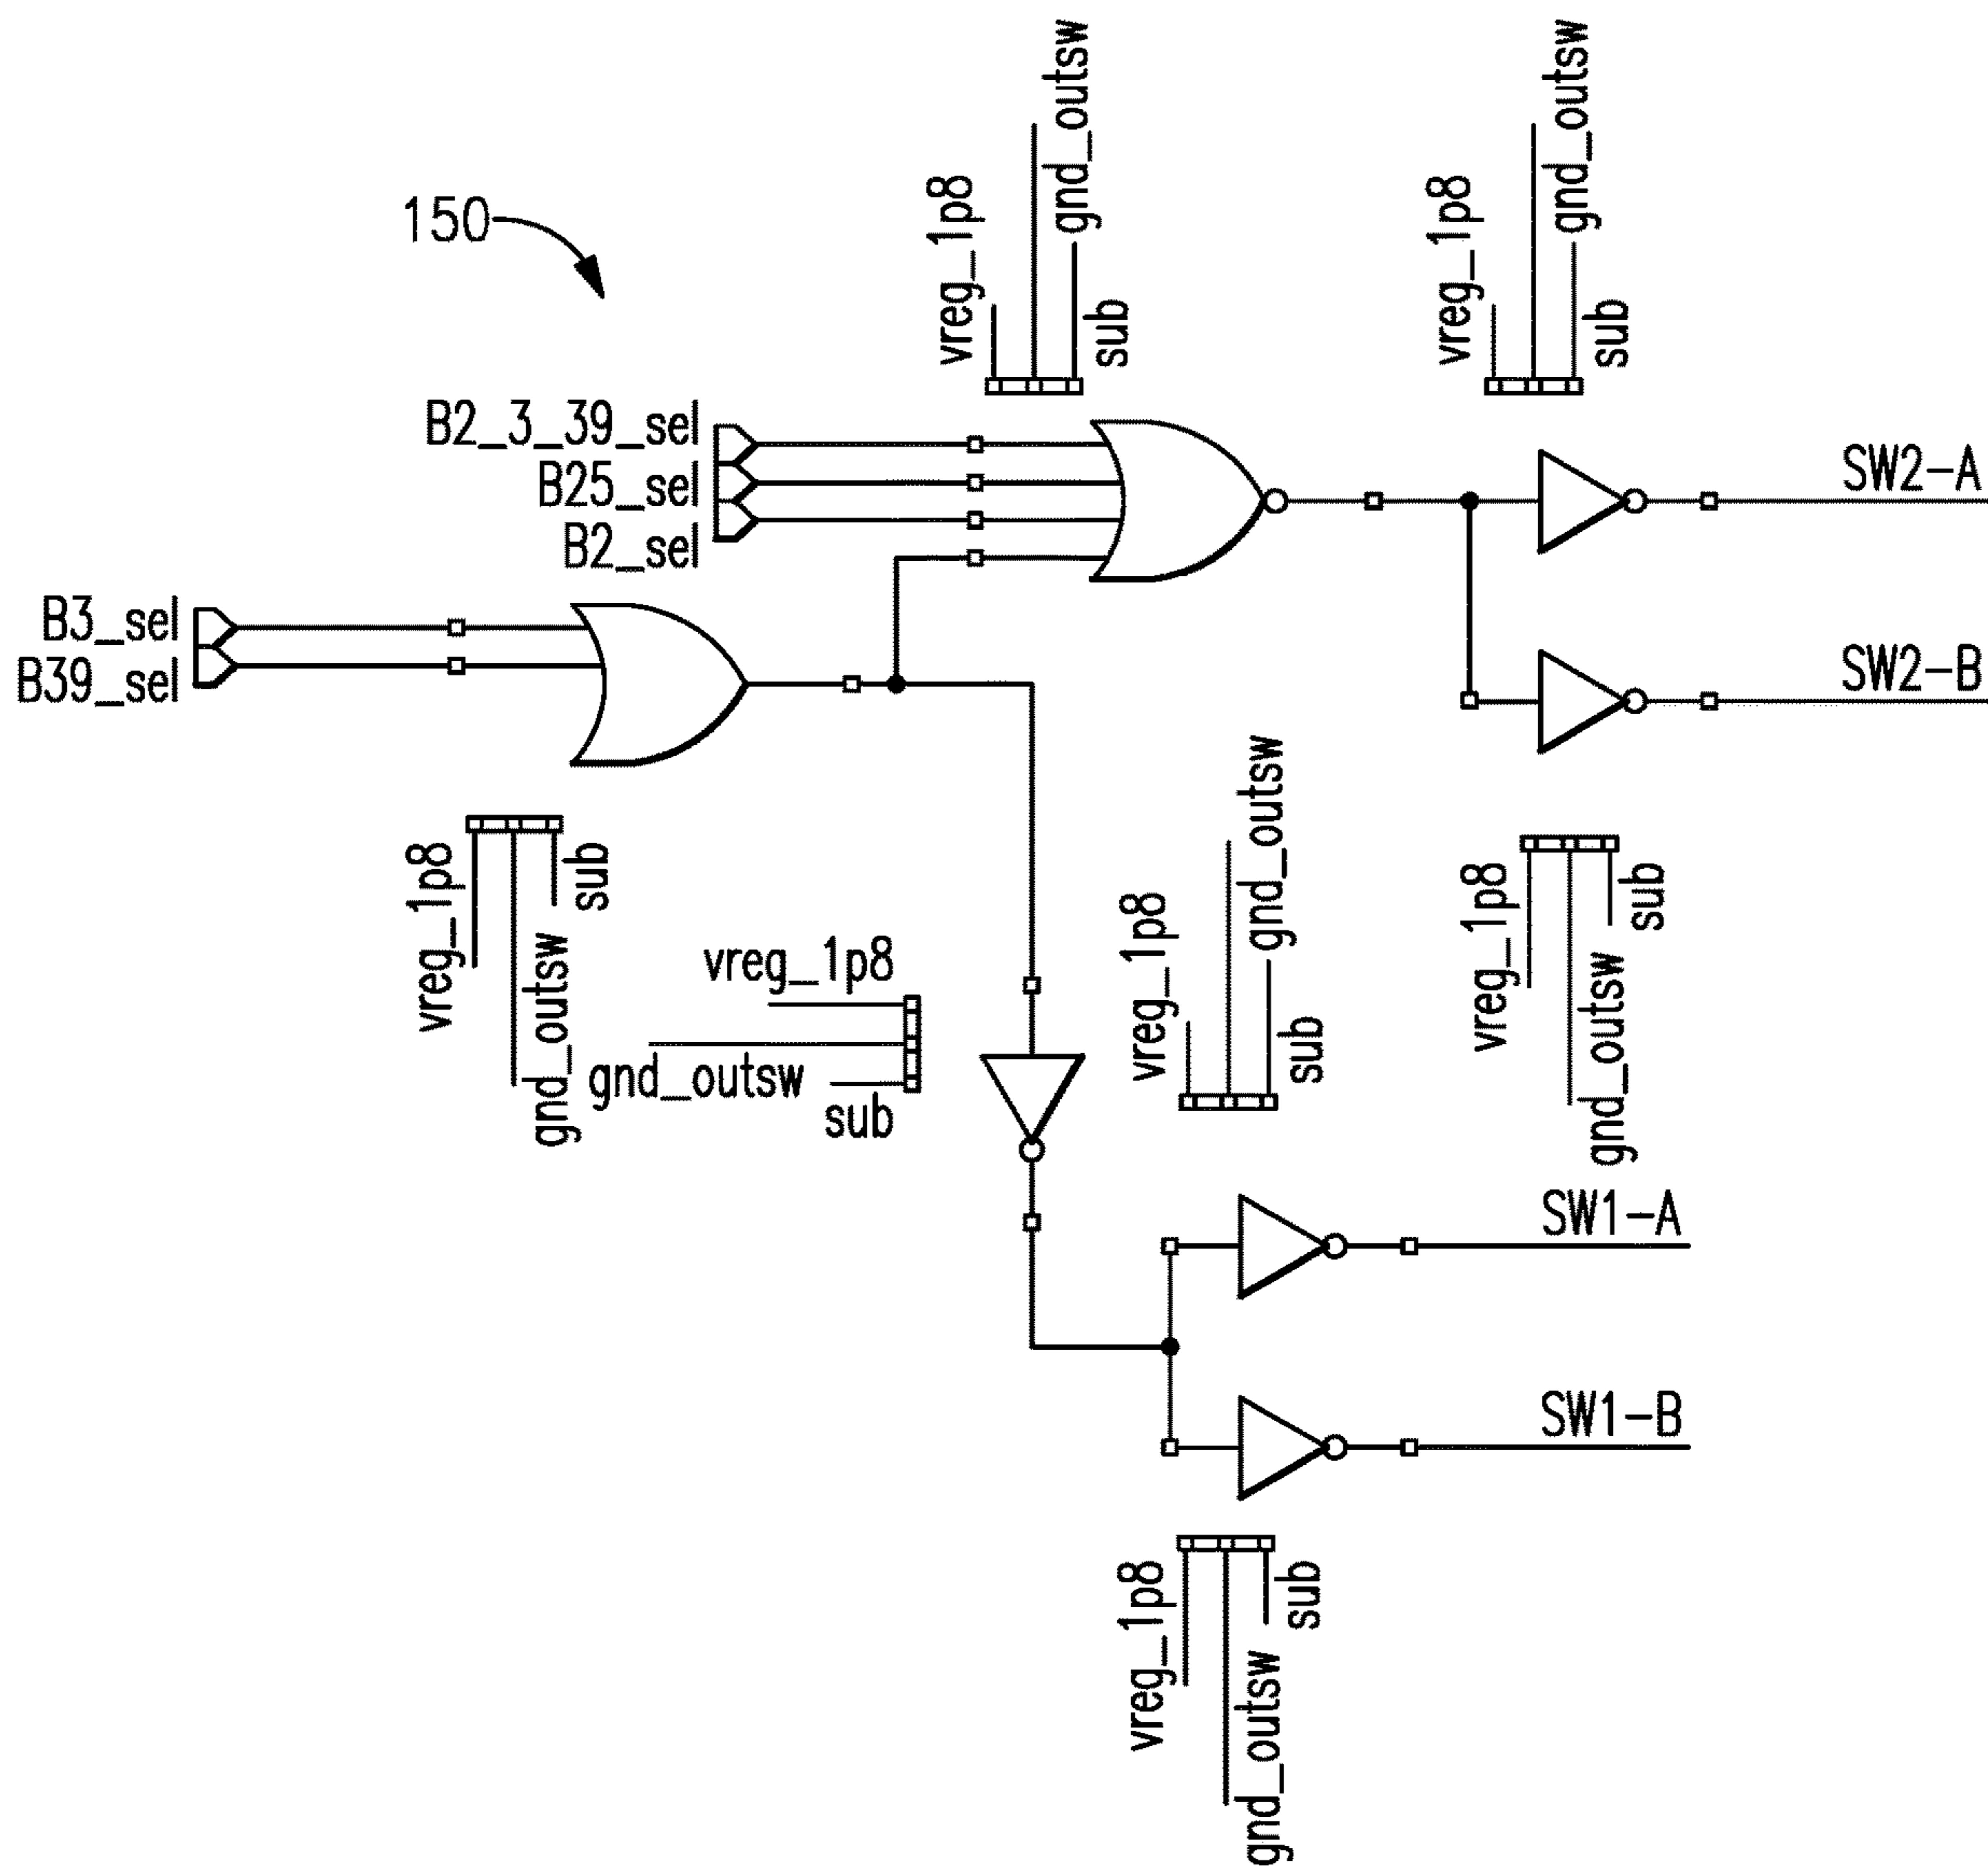 150
vreg_1p8
gnd_outsw
sub
vreg_1p8
gnd_outsw
sub
B2_3_39_sel
B25_sel
B2_sel
SW2-A
B3_sel
B39_sel
SW2-B
vreg_1p8
gnd_outsw
sub
vreg_1p8
gnd_outsw
sub
vreg_1p8
gnd_outsw
sub
vreg_1p8
gnd_outsw
sub
SW1-A
SW1-B
vreg_1p8
gnd_outsw
sub